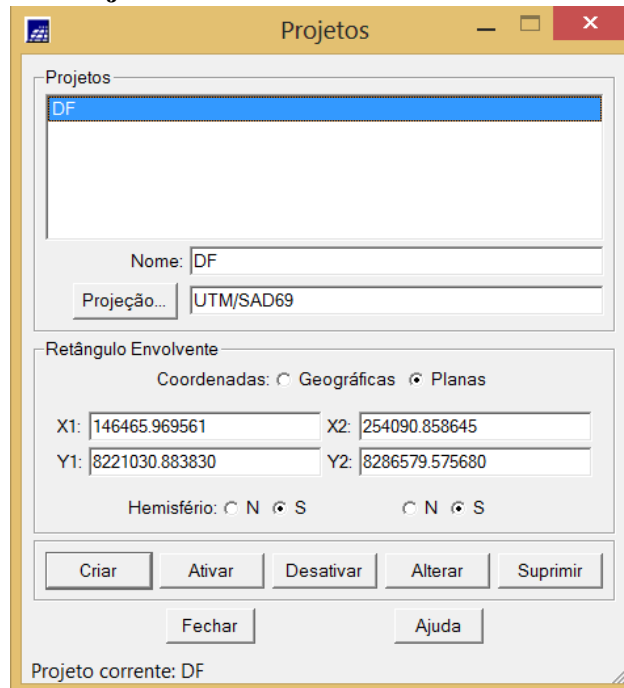 Projetos
Projetos
DF
Nome: DF
Projeção... UTM/SAD69
Retângulo Envolvente
Coordenadas: Geográficas Planas
X1: 146465.969561 X2: 254090.858645
Y1: 8221030.883830 Y2: 8286579.575680
Hemisfério: N S N S
Criar Ativar Desativar Alterar Suprimir
Fechar Ajuda
Projeto corrente: DF